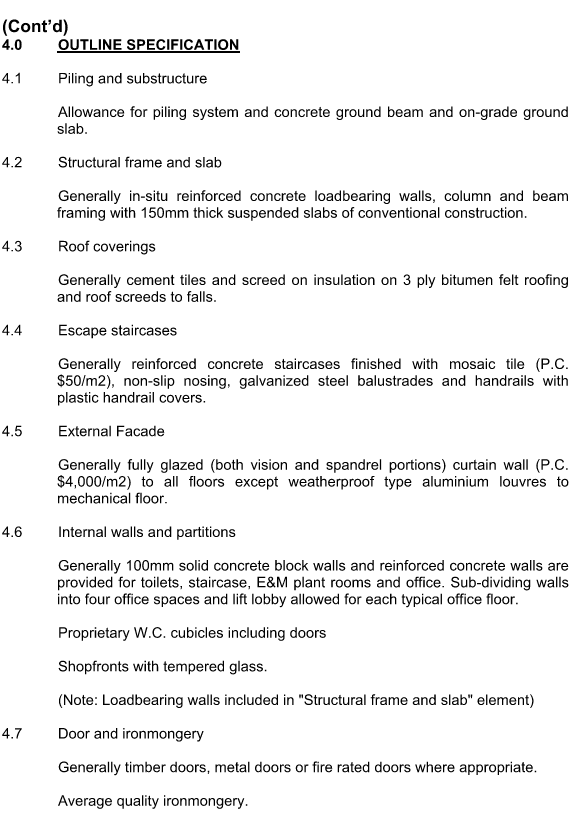 (Cont’d)
4.0 OUTLINE SPECIFICATION
4.1 Piling and substructure
Allowance for piling system and concrete ground beam and on-grade ground
slab.
4.2 Structural frame and slab
Generally in-situ reinforced concrete loadbearing walls, column and beam
framing with 150mm thick suspended slabs of conventional construction.
4.3 Roof coverings
Generally cement tiles and screed on insulation on 3 ply bitumen felt roofing
and roof screeds to falls.
4.4 Escape staircases
Generally reinforced concrete staircases finished with mosaic tile (P.C.
$50/m2), non-slip nosing, galvanized steel balustrades and handrails with
plastic handrail covers.
4.5 External Facade
Generally fully glazed (both vision and spandrel portions) curtain wall (P.C.
$4,000/m2) to all floors except weatherproof type aluminium louvres to
mechanical floor.
4.6 Internal walls and partitions
Generally 100mm solid concrete block walls and reinforced concrete walls are
provided for toilets, staircase, E&M plant rooms and office. Sub-dividing walls
into four office spaces and lift lobby allowed for each typical office floor.
Proprietary W.C. cubicles including doors
Shopfronts with tempered glass.
(Note: Loadbearing walls included in "Structural frame and slab" element)
4.7 Door and ironmongery
Generally timber doors, metal doors or fire rated doors where appropriate.
Average quality ironmongery.